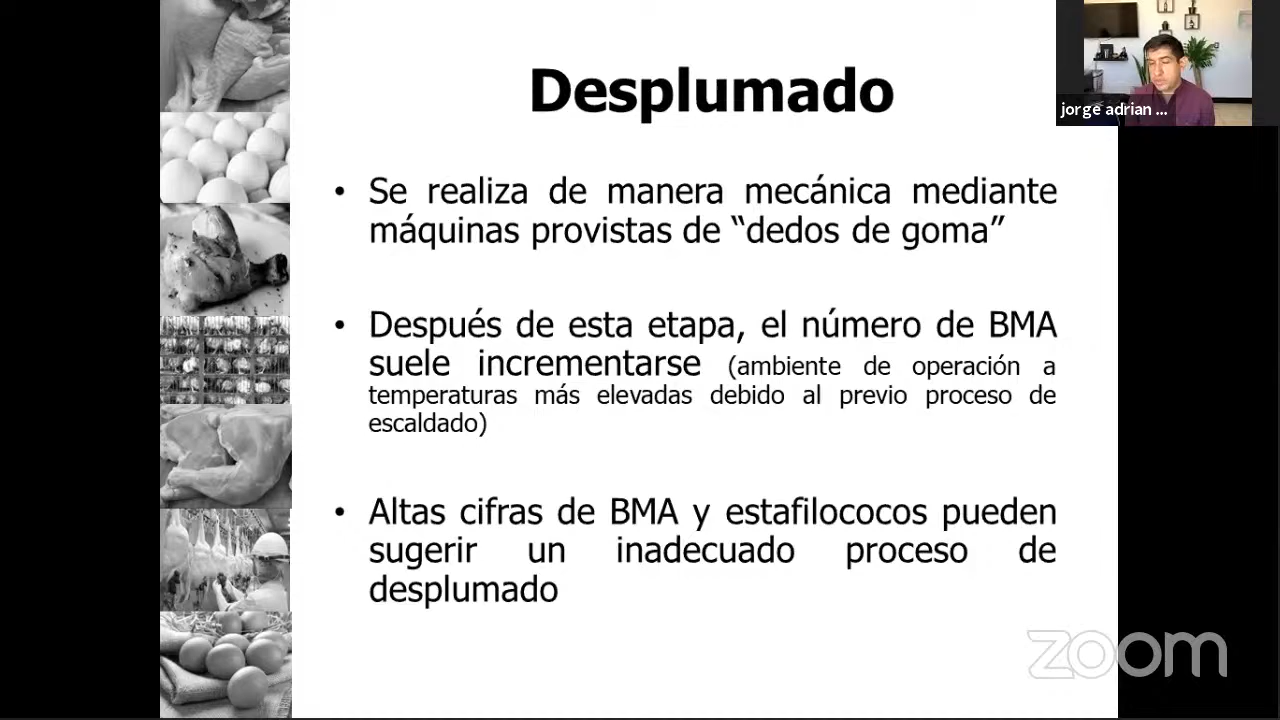 Desplumado
jorge adrian ...
• Se realiza de manera mecánica mediante
máquinas provistas de “dedos de goma”
• Después de esta etapa, el número de BMA
suele incrementarse (ambiente de operación a
temperaturas más elevadas debido al previo proceso de
escaldado)
• Altas cifras de BMA y estafilococos pueden
sugerir un inadecuado proceso de
desplumado
zoom